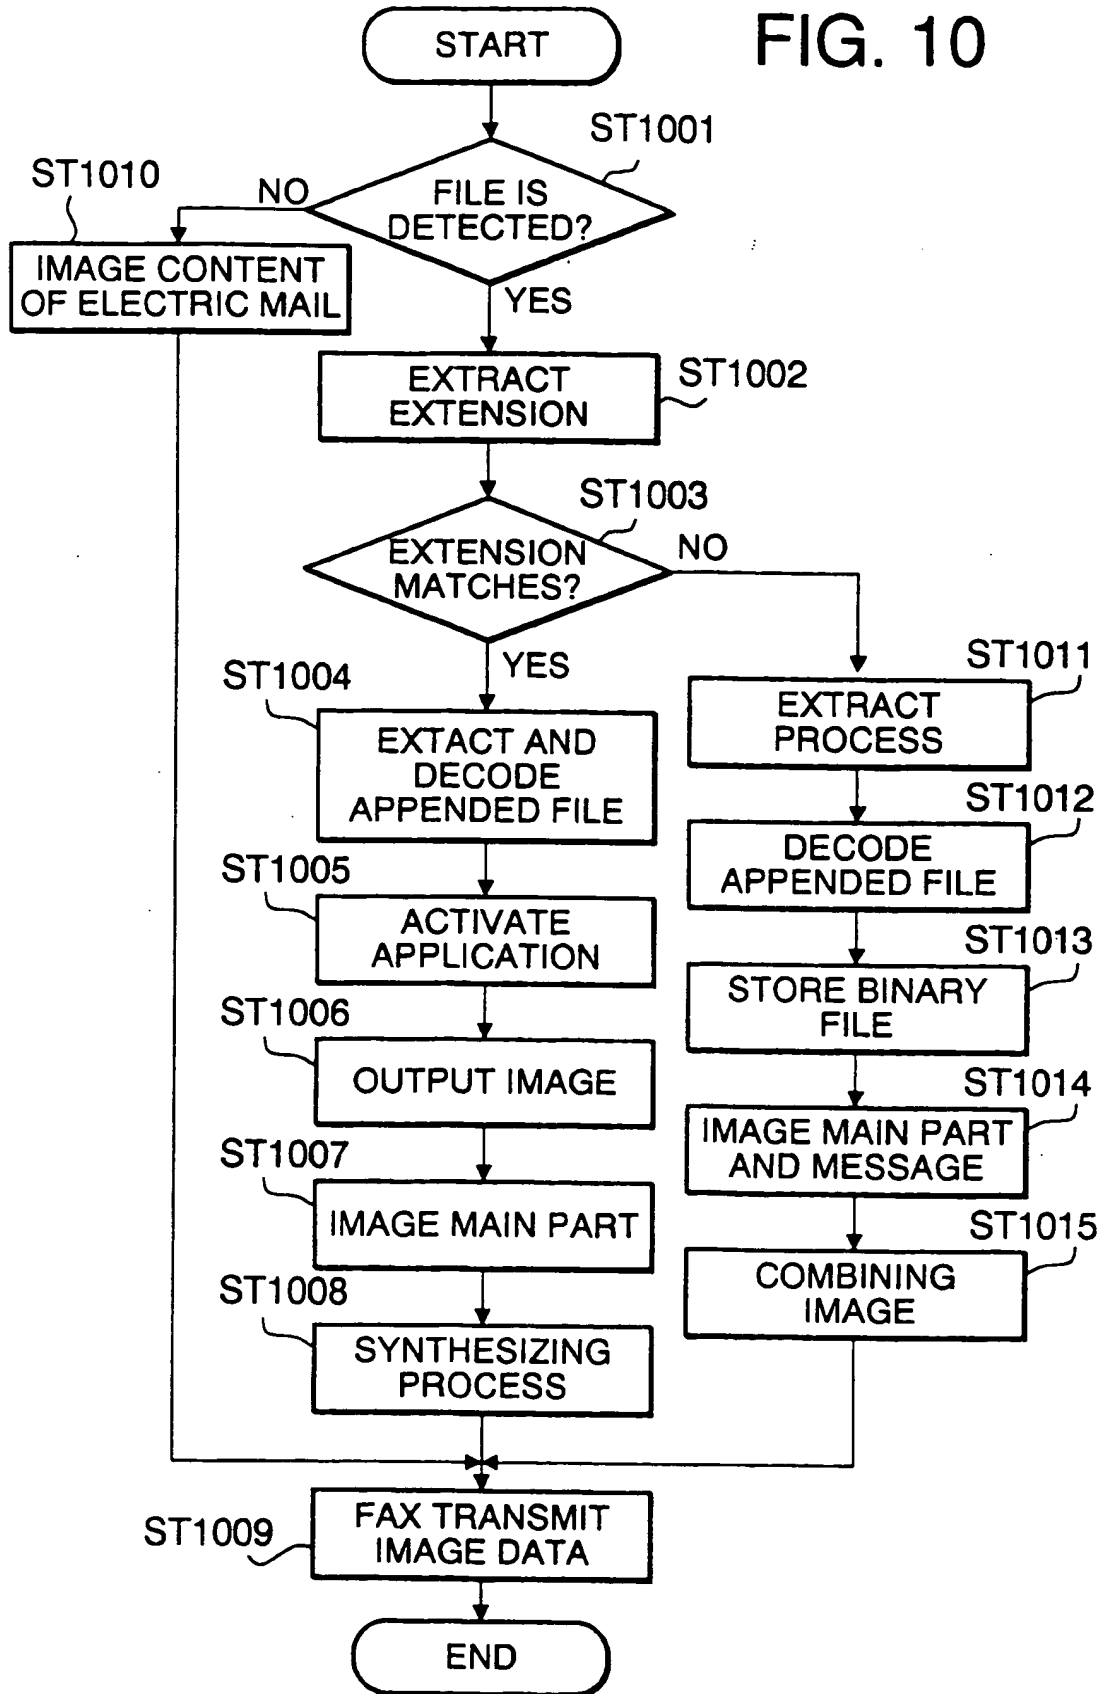 FIG. 10
START
ST1001
FILE IS
DETECTED?
NO
YES
ST1010
IMAGE CONTENT
OF ELECTRIC MAIL
EXTRACT
EXTENSION
ST1002
ST1003
EXTENSION
MATCHES?
NO
YES
ST1004
EXTACT AND
DECODE
APPENDED FILE
ST1005
ACTIVATE
APPLICATION
ST1006
OUTPUT IMAGE
ST1007
IMAGE MAIN PART
ST1008
SYNTHESIZING
PROCESS
ST1011
EXTRACT
PROCESS
ST1012
DECODE
APPENDED FILE
ST1013
STORE BINARY
FILE
ST1014
IMAGE MAIN PART
AND MESSAGE
ST1015
COMBINING
IMAGE
ST1009
FAX TRANSMIT
IMAGE DATA
END